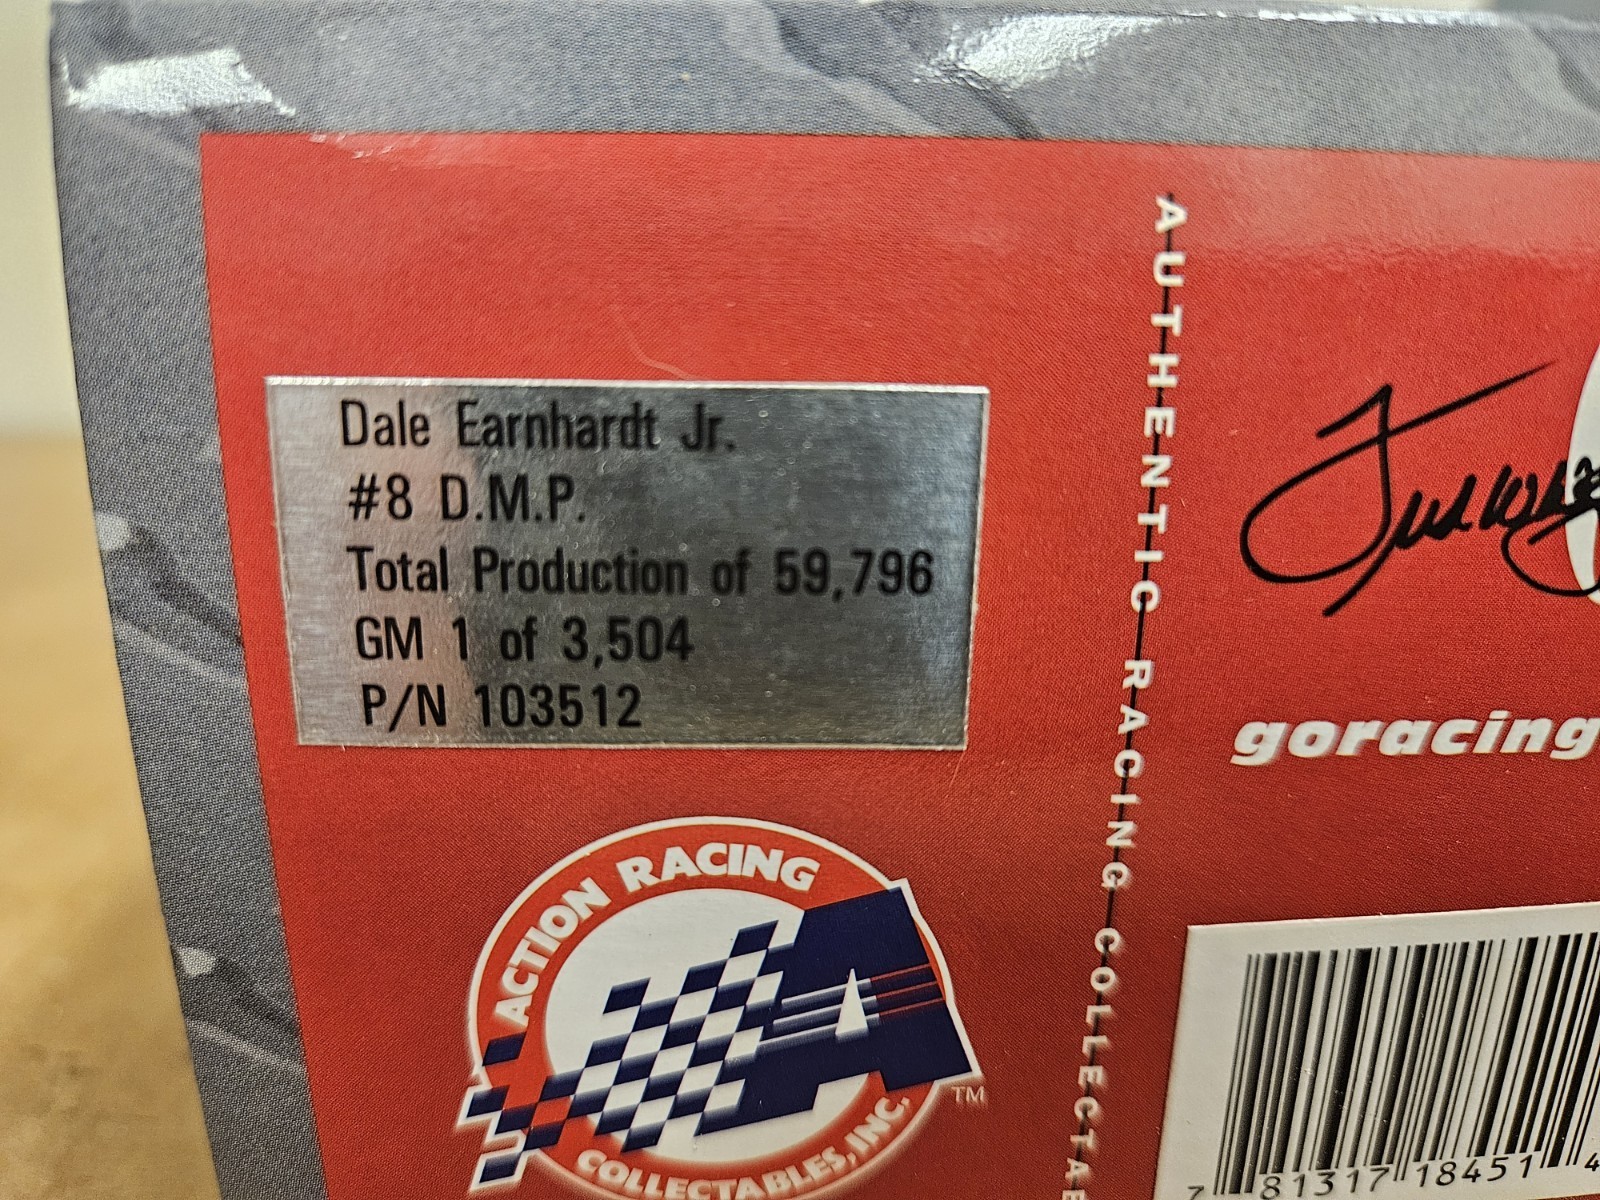 Dale Earnhardt Jr.
#8 D.M.P.
Total Production of 59,796
GM 1 of 3,504
P/N 103512
AUTHENTIC RACING
goracing
ACTION RACING
COLLECTABLES, INC.
TM
7 81317 18451 4